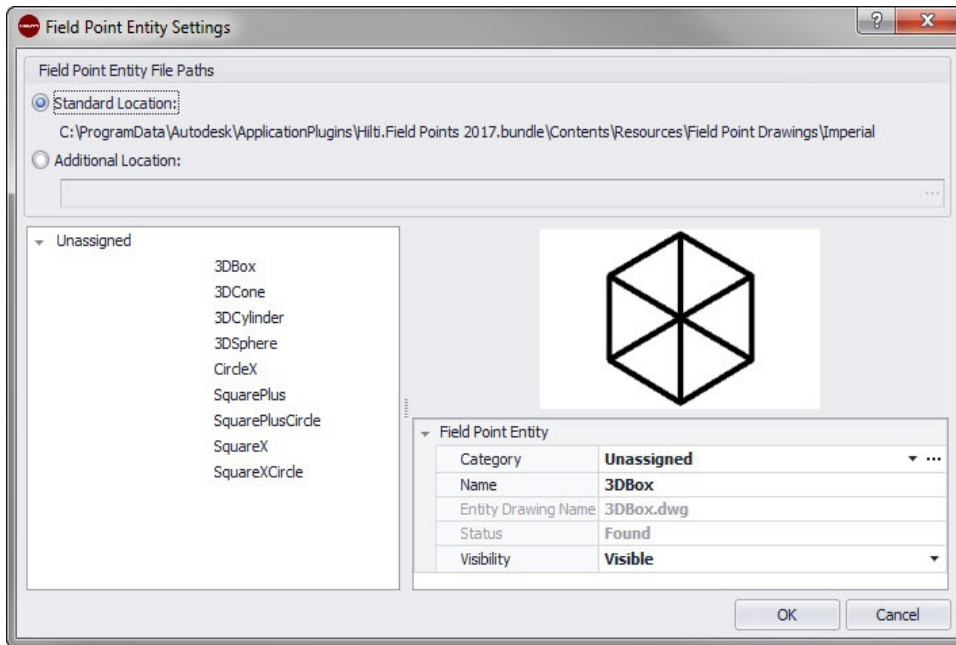 HILTI
Field Point Entity Settings
?
X
Field Point Entity File Paths
Standard Location:
C:\ProgramData\Autodesk\ApplicationPlugins\Hilti.Field Points 2017.bundle\Contents\Resources\Field Point Drawings\Imperial
Additional Location:
...
Unassigned
3DBox
3DCone
3DCylinder
3DSphere
CircleX
SquarePlus
SquarePlusCircle
SquareX
SquareXCircle
Field Point Entity
Category Unassigned ...
Name 3DBox
Entity Drawing Name 3DBox.dwg
Status Found
Visibility Visible
OK Cancel